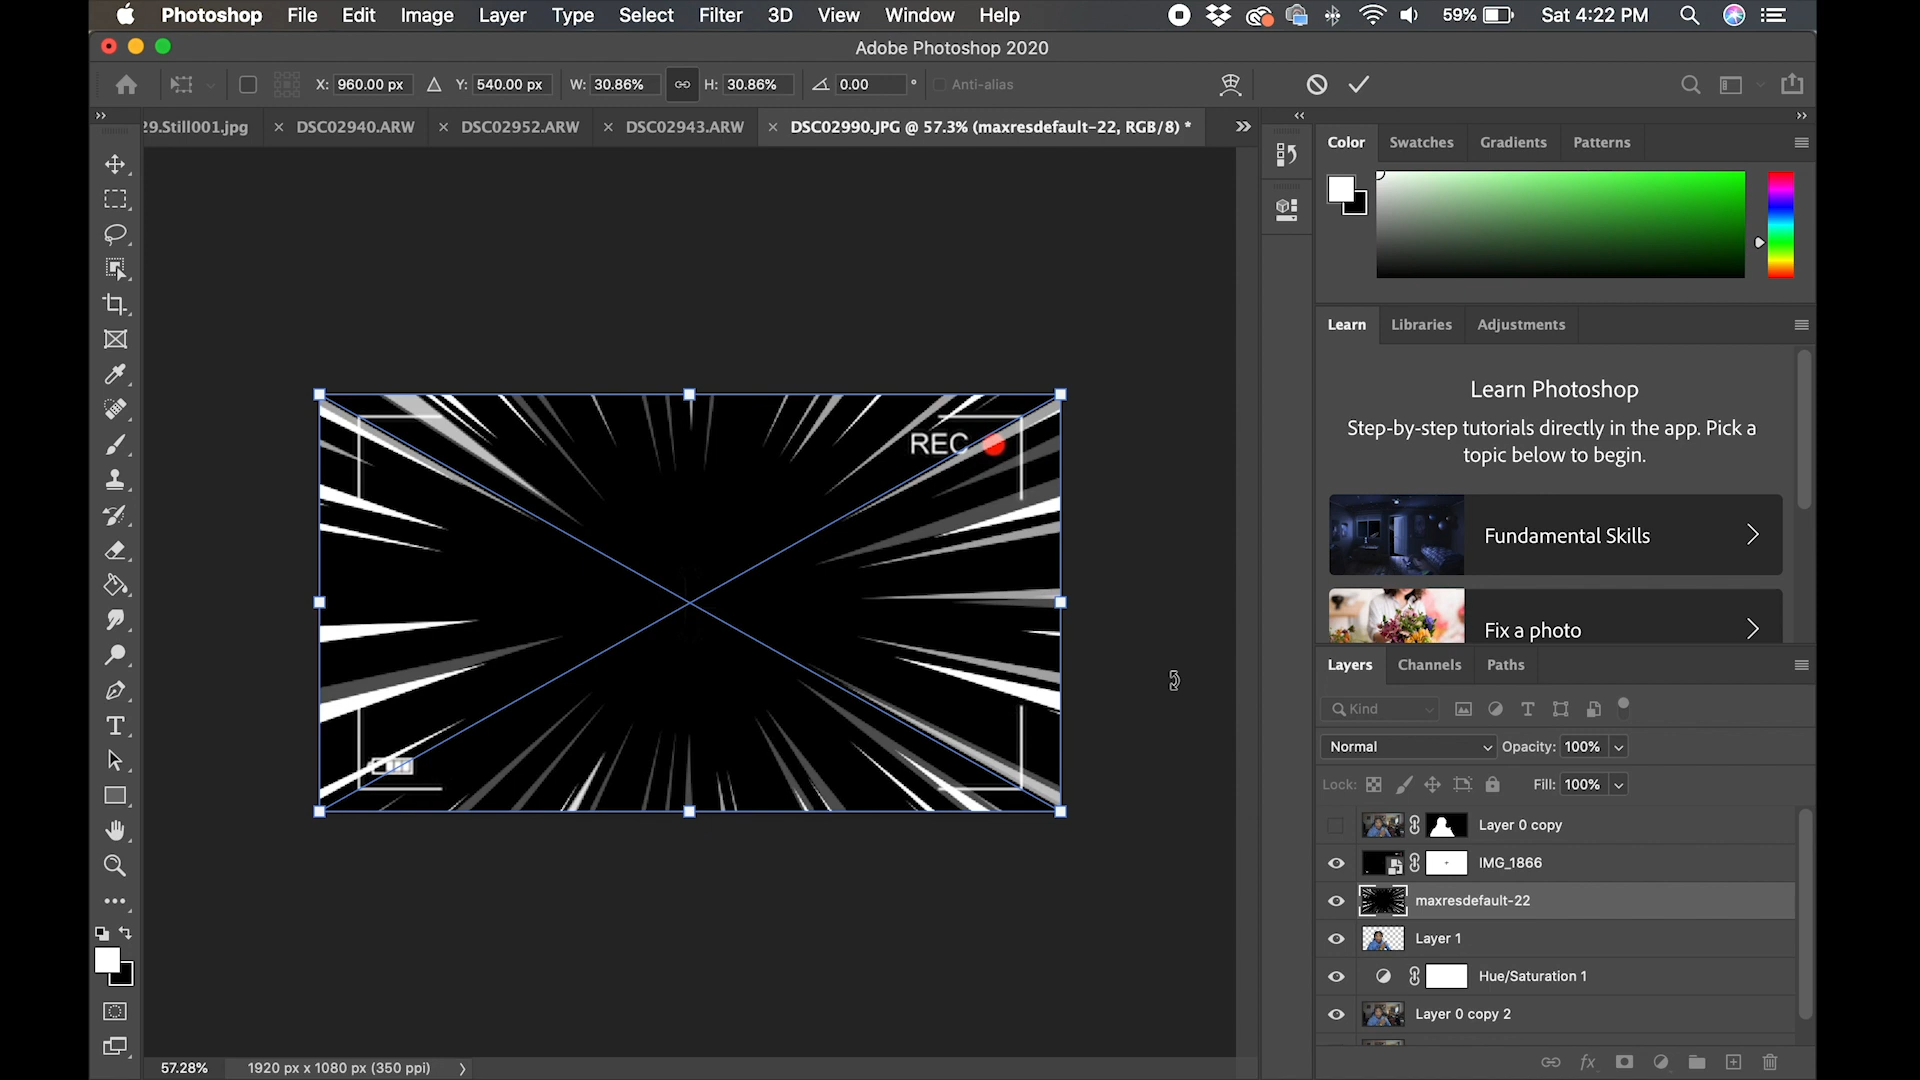 Photoshop File Edit Image Layer Type Select Filter 3D View Window Help 59% Sat 4:22 PM
Adobe Photoshop 2020
X: 960.00 px Y: 540.00 px W: 30.86% H: 30.86% 0.00 ° Anti-alias
29.Still001.jpg × DSC02940.ARW × DSC02952.ARW × DSC02943.ARW × DSC02990.JPG @ 57.3% (maxresdefault-22, RGB/8) *
Color Swatches Gradients Patterns
Learn Libraries Adjustments
Learn Photoshop
Step-by-step tutorials directly in the app. Pick a
topic below to begin.
REC
Fundamental Skills
Fix a photo
Layers Channels Paths
Kind
Normal Opacity: 100%
Lock: Fill: 100%
Layer 0 copy
IMG_1866
maxresdefault-22
Layer 1
Hue/Saturation 1
Layer 0 copy 2
fx
57.28% 1920 px x 1080 px (350 ppi)